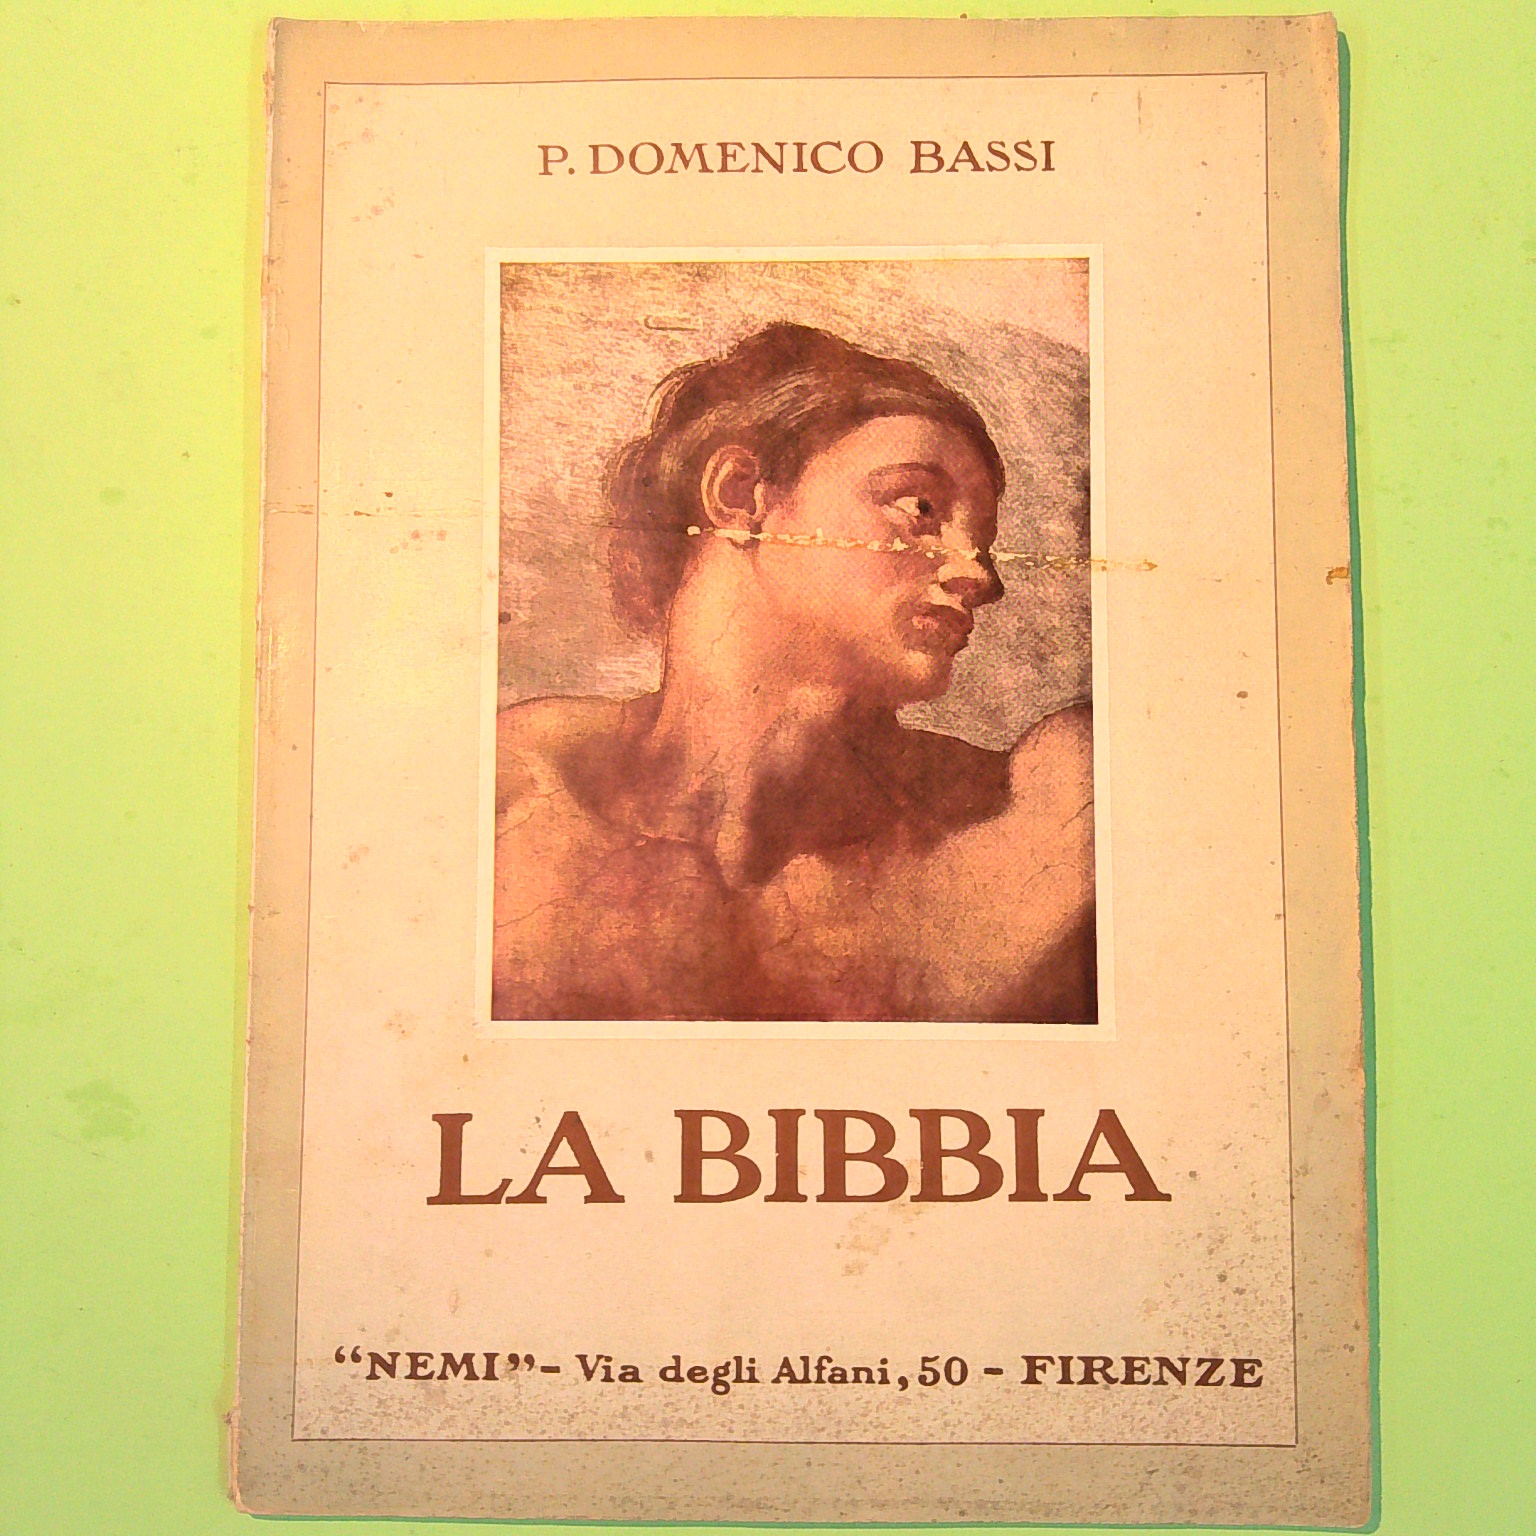 P. DOMENICO BASSI
LA BIBBIA
“NEMI” - Via degli Alfani, 50 - FIRENZE